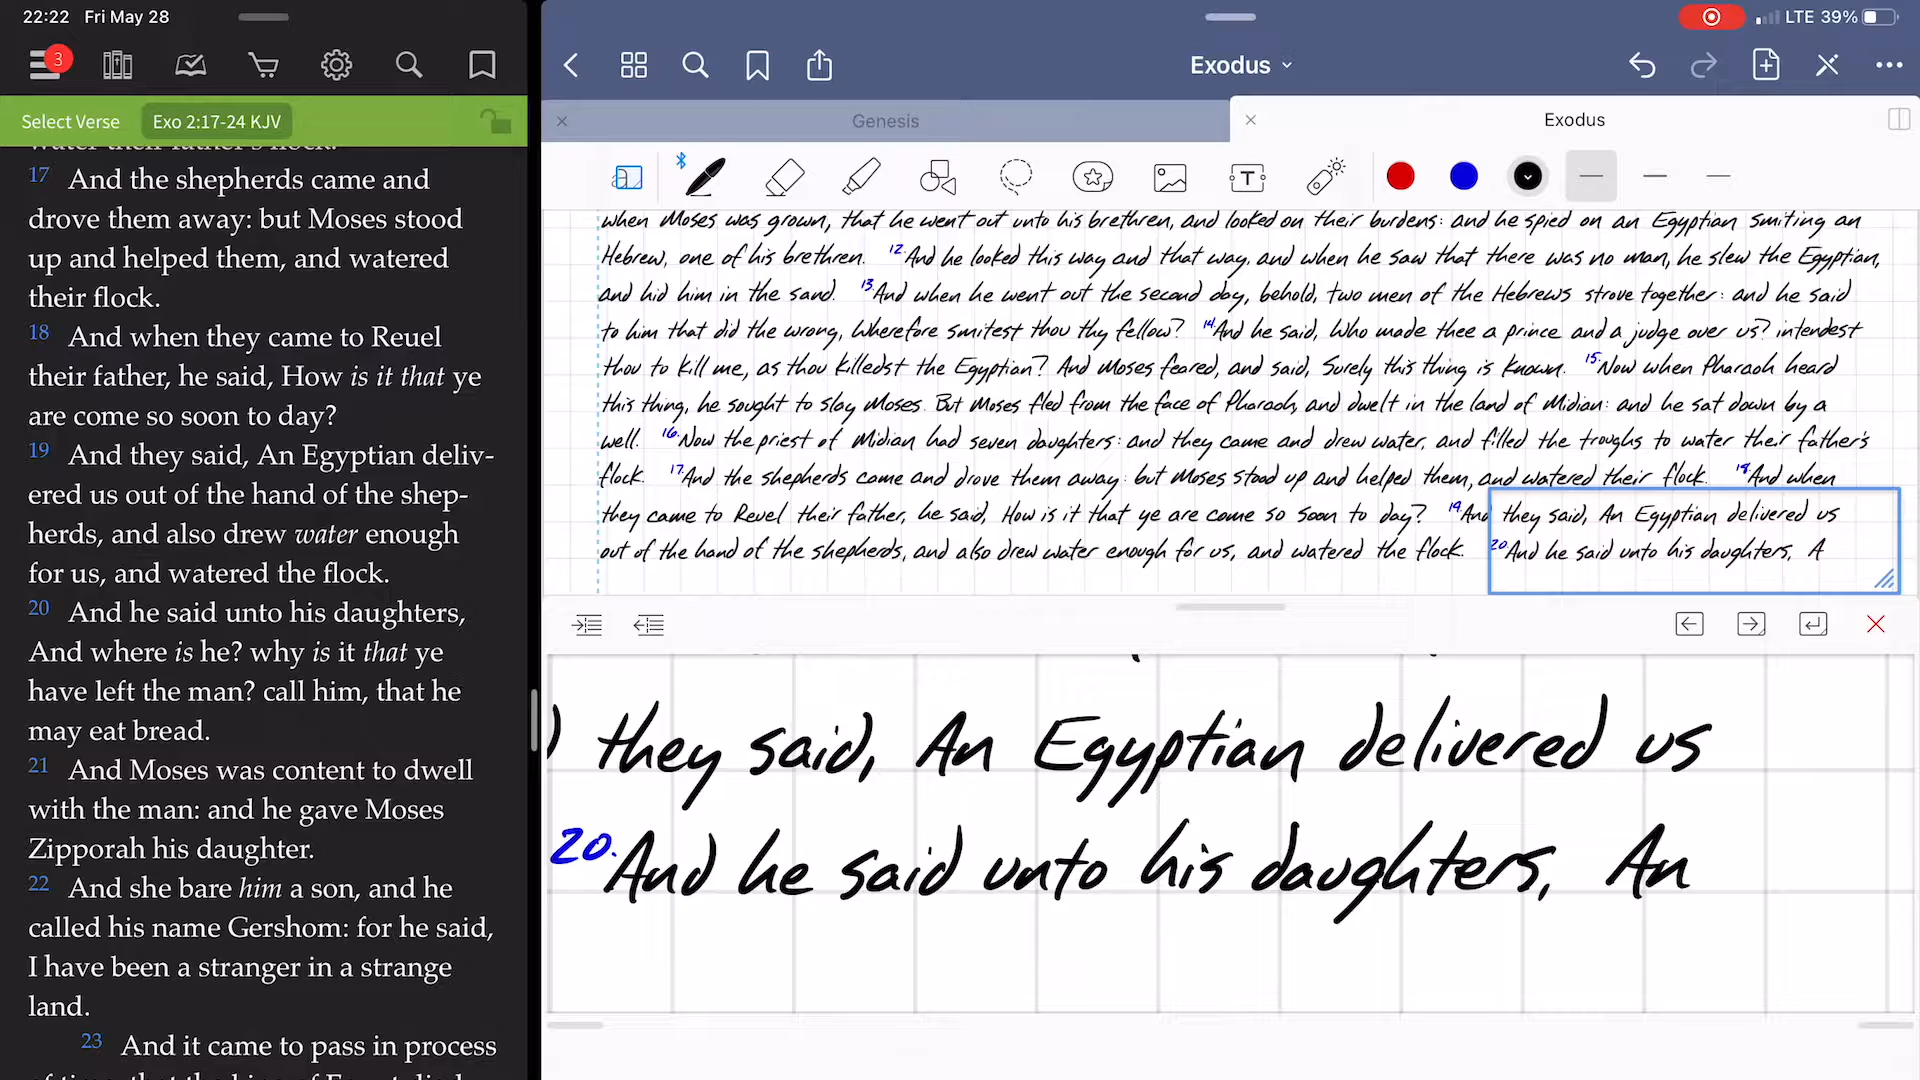 22:22 Fri May 28
3
Select Verse Exo 2:17-24 KJV
water their father's flock.
17 And the shepherds came and
drove them away: but Moses stood
up and helped them, and watered
their flock.
18 And when they came to Reuel
their father, he said, How is it that ye
are come so soon to day?
19 And they said, An Egyptian deliv-
ered us out of the hand of the shep-
herds, and also drew water enough
for us, and watered the flock.
20 And he said unto his daughters,
And where is he? why is it that ye
have left the man? call him, that he
may eat bread.
21 And Moses was content to dwell
with the man: and he gave Moses
Zipporah his daughter.
22 And she bare him a son, and he
called his name Gershom: for he said,
I have been a stranger in a strange
land.
23 And it came to pass in process
LTE 39%
Exodus
Genesis
Exodus
T
when Moses was grown, that he went out unto his brethren, and looked on their burdens: and he spied on an Egyptian smiting an
Hebrew, one of his brethren. 12. And he looked this way and that way, and when he saw that there was no man, he slew the Egyptian,
and hid him in the sand. 13. And when he went out the second day, behold, two men of the Hebrews strove together: and he said
to him that did the wrong, Wherefore smitest thou thy fellow? 14. And he said, Who made thee a prince and a judge over us? intendest
thou to kill me, as thou killedst the Egyptian? And Moses feared, and said, Surely this thing is known. 15. Now when Pharaoh heard
this thing, he sought to slay Moses. But Moses fled from the face of Pharaoh, and dwelt in the land of Midian: and he sat down by a
well. 16. Now the priest of Midian had seven daughters: and they came and drew water, and filled the troughs to water their father's
flock. 17. And the shepherds came and drove them away: but Moses stood up and helped them, and watered their flock. 18. And when
they came to Reuel their father, he said, How is it that ye are come so soon to day? 19. And they said, An Egyptian delivered us
out of the hand of the shepherds, and also drew water enough for us, and watered the flock. 20. And he said unto his daughters, A
they said, An Egyptian delivered us
20. And he said unto his daughters, An